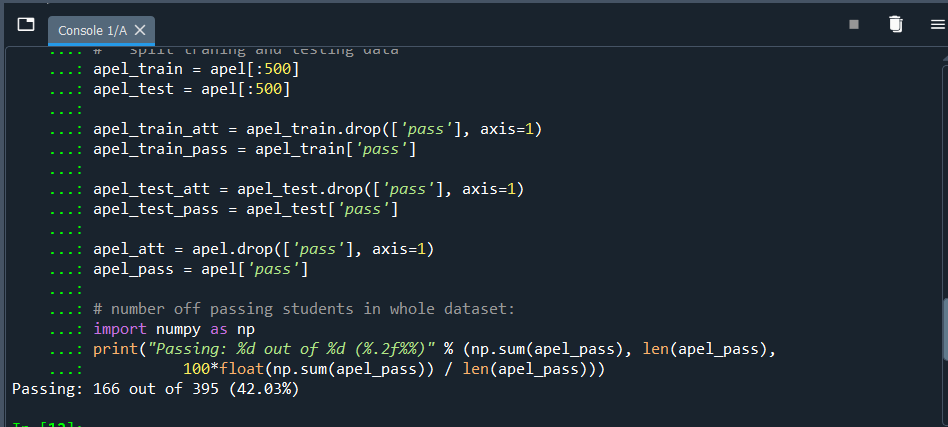 Console 1/A
...: # split traning and testing data
...: apel_train = apel[:500]
...: apel_test = apel[:500]
...:
...: apel_train_att = apel_train.drop(['pass'], axis=1)
...: apel_train_pass = apel_train['pass']
...:
...: apel_test_att = apel_test.drop(['pass'], axis=1)
...: apel_test_pass = apel_test['pass']
...:
...: apel_att = apel.drop(['pass'], axis=1)
...: apel_pass = apel['pass']
...:
...: # number off passing students in whole dataset:
...: import numpy as np
...: print("Passing: %d out of %d (%.2f%%)" % (np.sum(apel_pass), len(apel_pass),
...: 100*float(np.sum(apel_pass)) / len(apel_pass)))
Passing: 166 out of 395 (42.03%)